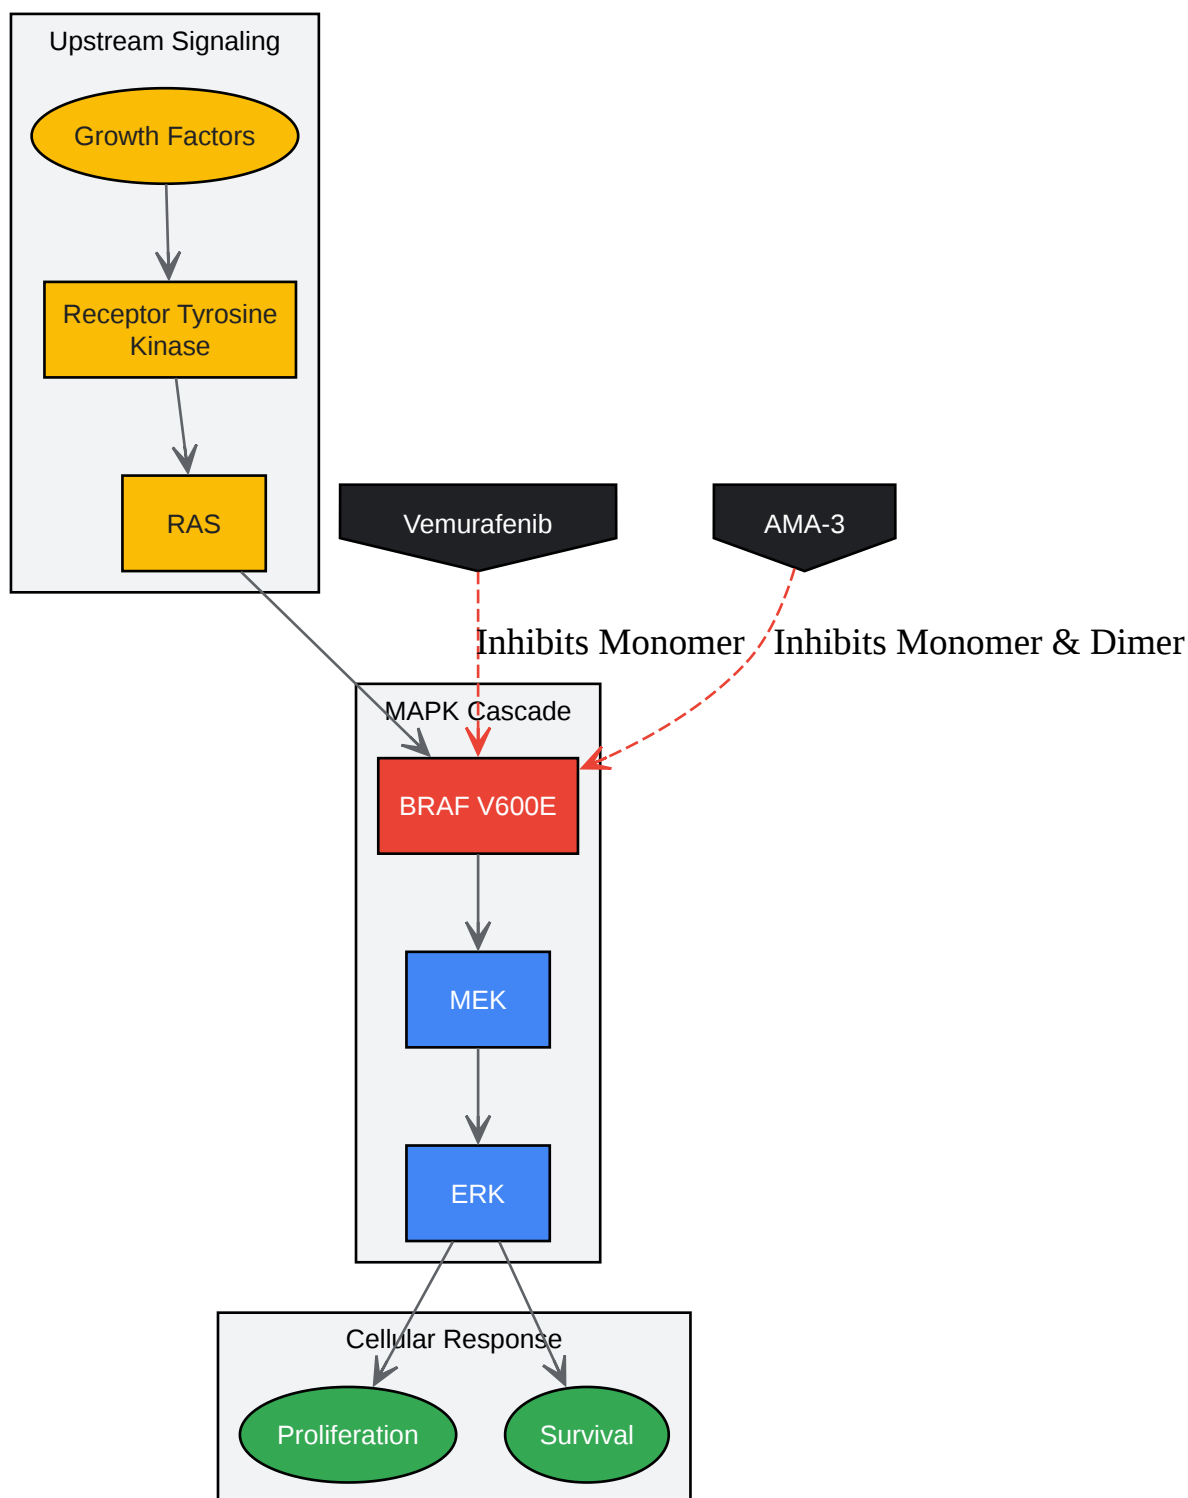 Upstream Signaling
Growth Factors
Receptor Tyrosine
Kinase
RAS
Vemurafenib
AMA-3
Inhibits Monomer
Inhibits Monomer & Dimer
MAPK Cascade
BRAF V600E
MEK
ERK
Cellular Response
Proliferation
Survival